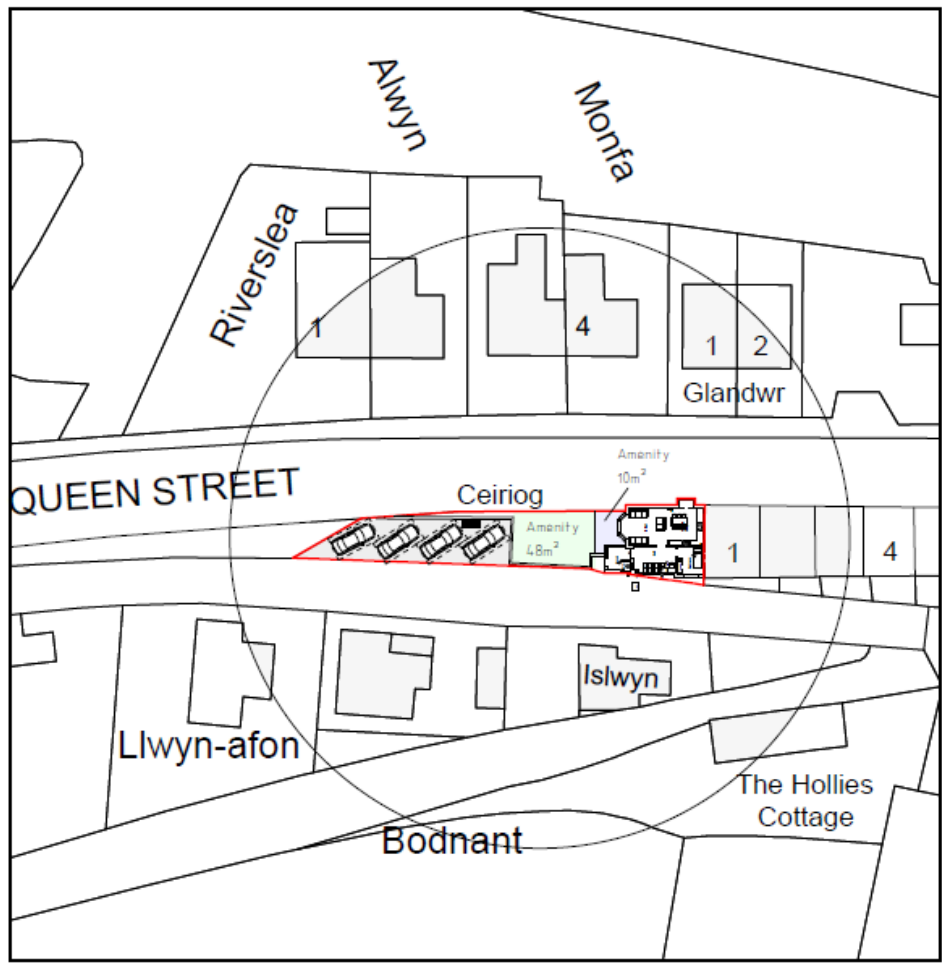 Alwyn
Monfa
Riverslea
1
4
1 2
Glandwr
Amenity
10m²
QUEEN STREET
Ceiriog
Amenity
48m²
1
4
Islwyn
Llwyn-afon
The Hollies
Cottage
Bodnant